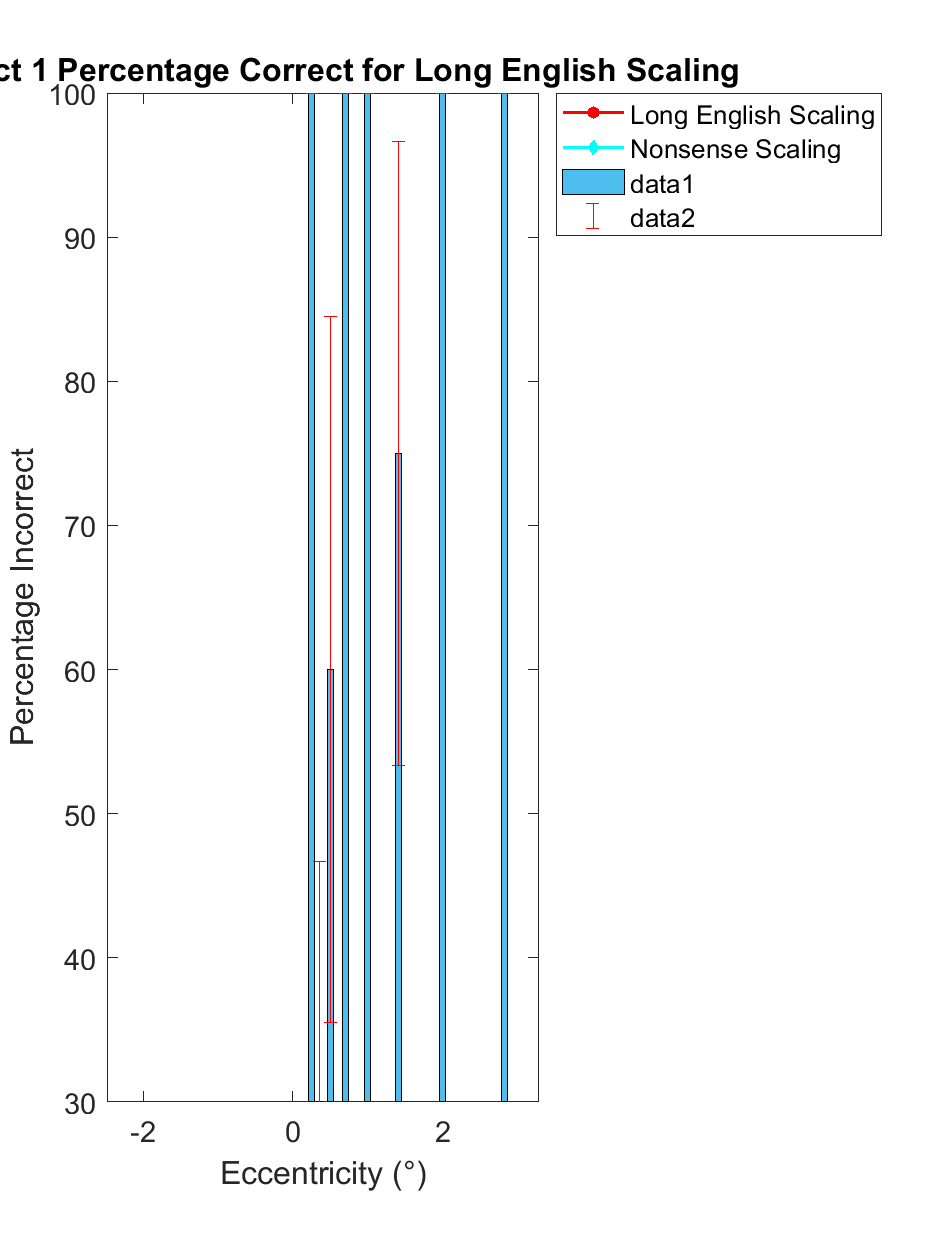 ct 1 Percentage Correct for Long English Scaling
Long English Scaling
Nonsense Scaling
data1
data2
100
90
80
70
60
50
40
30
Percentage Incorrect
-2 0 2
Eccentricity (°)